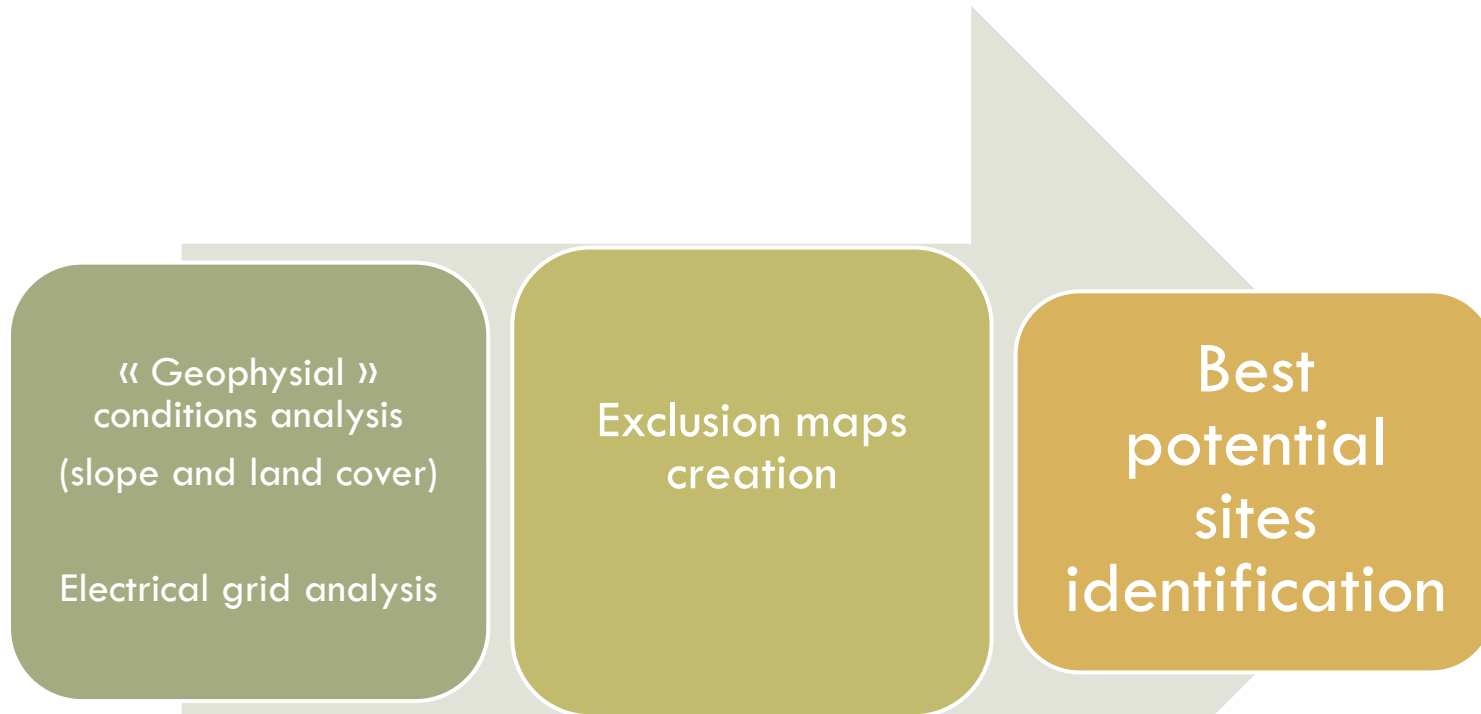 « Geophysial »
conditions analysis
(slope and land cover)
Electrical grid analysis
Exclusion maps
creation
Best
potential
sites
identification